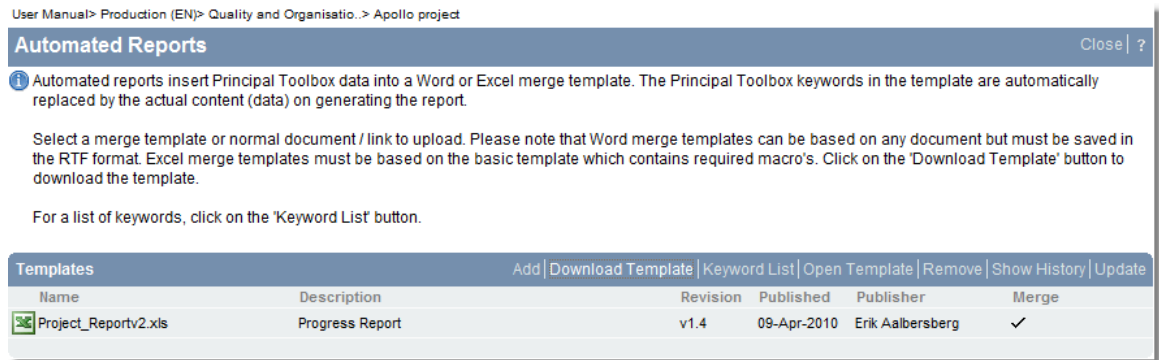 User Manual> Production (EN)> Quality and Organisatio..> Apollo project
Automated Reports Close | ?
Automated reports insert Principal Toolbox data into a Word or Excel merge template. The Principal Toolbox keywords in the template are automatically
replaced by the actual content (data) on generating the report.
Select a merge template or normal document / link to upload. Please note that Word merge templates can be based on any document but must be saved in
the RTF format. Excel merge templates must be based on the basic template which contains required macro's. Click on the 'Download Template' button to
download the template.
For a list of keywords, click on the 'Keyword List' button.
Templates Add | Download Template | Keyword List | Open Template | Remove | Show History | Update
Name Description Revision Published Publisher Merge
Project_Reportv2.xls Progress Report v1.4 09-Apr-2010 Erik Aalbersberg ✓